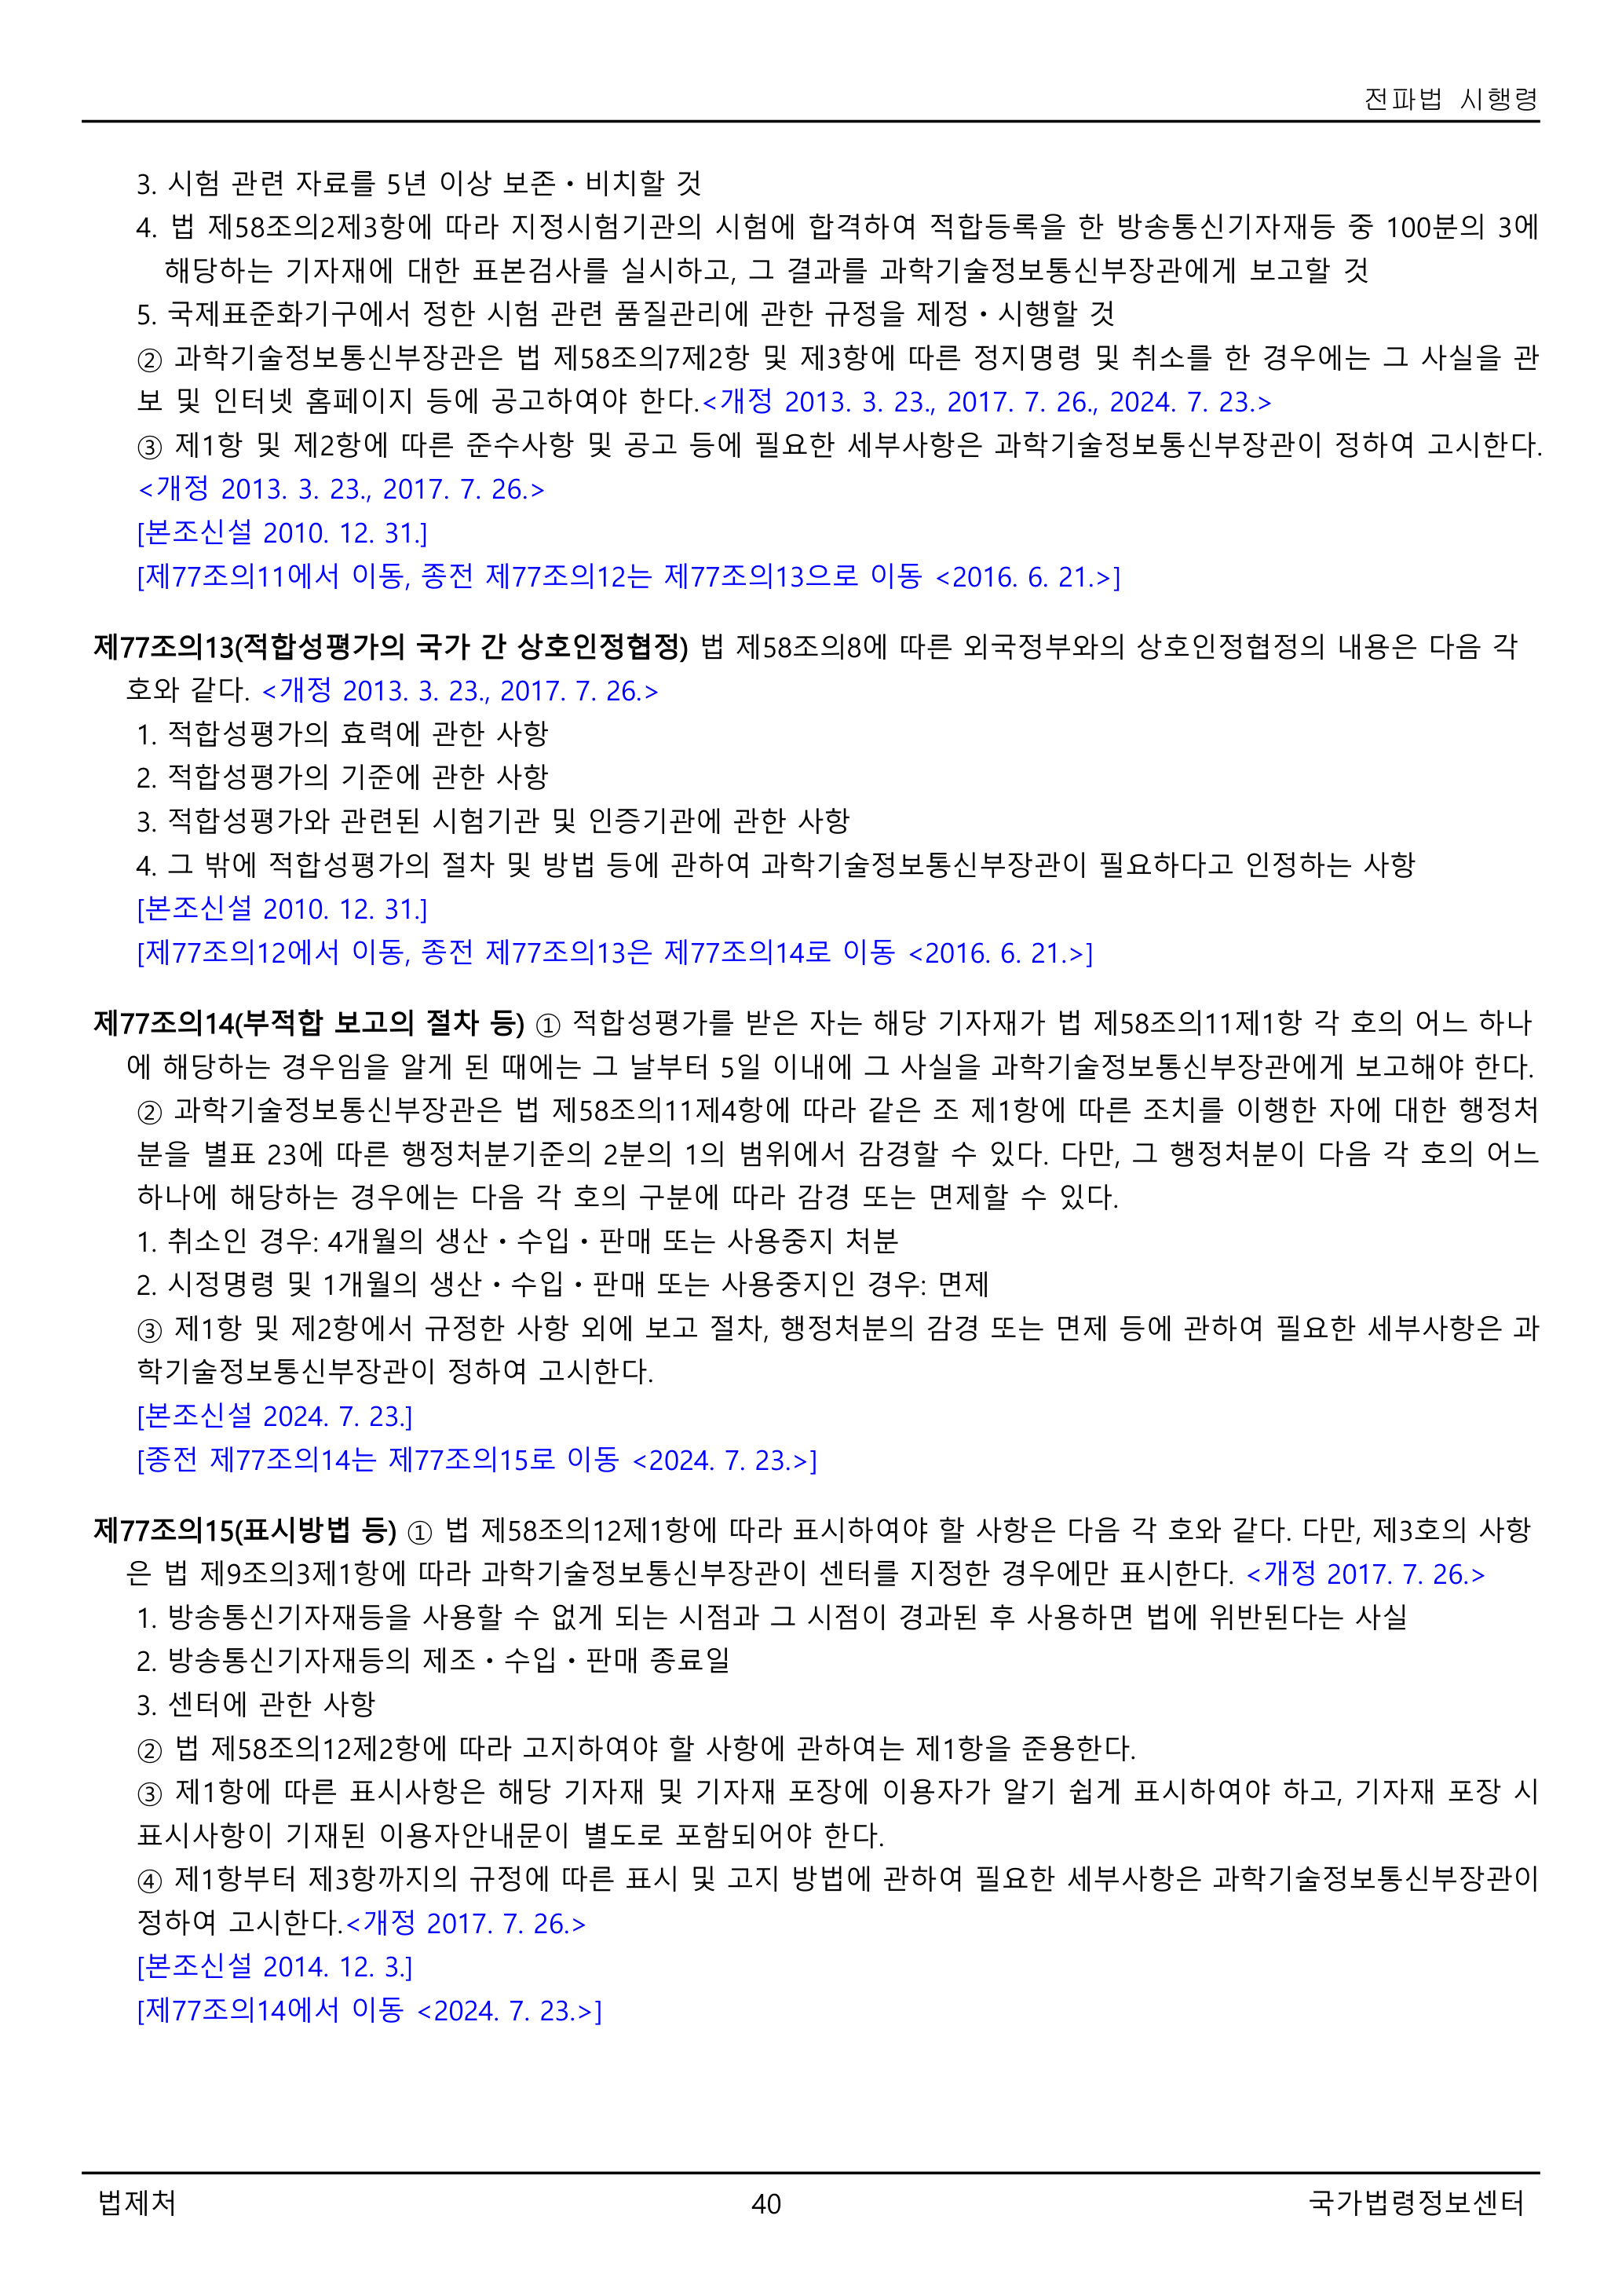 전파법 시행령
3. 시험 관련 자료를 5년 이상 보존ㆍ비치할 것
4. 법 제58조의2제3항에 따라 지정시험기관의 시험에 합격하여 적합등록을 한 방송통신기자재등 중 100분의 3에
해당하는 기자재에 대한 표본검사를 실시하고, 그 결과를 과학기술정보통신부장관에게 보고할 것
5. 국제표준화기구에서 정한 시험 관련 품질관리에 관한 규정을 제정ㆍ시행할 것
② 과학기술정보통신부장관은 법 제58조의7제2항 및 제3항에 따른 정지명령 및 취소를 한 경우에는 그 사실을 관
보 및 인터넷 홈페이지 등에 공고하여야 한다.<개정 2013. 3. 23., 2017. 7. 26., 2024. 7. 23.>
③ 제1항 및 제2항에 따른 준수사항 및 공고 등에 필요한 세부사항은 과학기술정보통신부장관이 정하여 고시한다.
<개정 2013. 3. 23., 2017. 7. 26.>
[본조신설 2010. 12. 31.]
[제77조의11에서 이동, 종전 제77조의12는 제77조의13으로 이동 <2016. 6. 21.>]
제77조의13(적합성평가의 국가 간 상호인정협정) 법 제58조의8에 따른 외국정부와의 상호인정협정의 내용은 다음 각
호와 같다. <개정 2013. 3. 23., 2017. 7. 26.>
1. 적합성평가의 효력에 관한 사항
2. 적합성평가의 기준에 관한 사항
3. 적합성평가와 관련된 시험기관 및 인증기관에 관한 사항
4. 그 밖에 적합성평가의 절차 및 방법 등에 관하여 과학기술정보통신부장관이 필요하다고 인정하는 사항
[본조신설 2010. 12. 31.]
[제77조의12에서 이동, 종전 제77조의13은 제77조의14로 이동 <2016. 6. 21.>]
제77조의14(부적합 보고의 절차 등) ① 적합성평가를 받은 자는 해당 기자재가 법 제58조의11제1항 각 호의 어느 하나
에 해당하는 경우임을 알게 된 때에는 그 날부터 5일 이내에 그 사실을 과학기술정보통신부장관에게 보고해야 한다.
② 과학기술정보통신부장관은 법 제58조의11제4항에 따라 같은 조 제1항에 따른 조치를 이행한 자에 대한 행정처
분을 별표 23에 따른 행정처분기준의 2분의 1의 범위에서 감경할 수 있다. 다만, 그 행정처분이 다음 각 호의 어느
하나에 해당하는 경우에는 다음 각 호의 구분에 따라 감경 또는 면제할 수 있다.
1. 취소인 경우: 4개월의 생산ㆍ수입ㆍ판매 또는 사용중지 처분
2. 시정명령 및 1개월의 생산ㆍ수입ㆍ판매 또는 사용중지인 경우: 면제
③ 제1항 및 제2항에서 규정한 사항 외에 보고 절차, 행정처분의 감경 또는 면제 등에 관하여 필요한 세부사항은 과
학기술정보통신부장관이 정하여 고시한다.
[본조신설 2024. 7. 23.]
[종전 제77조의14는 제77조의15로 이동 <2024. 7. 23.>]
제77조의15(표시방법 등) ① 법 제58조의12제1항에 따라 표시하여야 할 사항은 다음 각 호와 같다. 다만, 제3호의 사항
은 법 제9조의3제1항에 따라 과학기술정보통신부장관이 센터를 지정한 경우에만 표시한다. <개정 2017. 7. 26.>
1. 방송통신기자재등을 사용할 수 없게 되는 시점과 그 시점이 경과된 후 사용하면 법에 위반된다는 사실
2. 방송통신기자재등의 제조ㆍ수입ㆍ판매 종료일
3. 센터에 관한 사항
② 법 제58조의12제2항에 따라 고지하여야 할 사항에 관하여는 제1항을 준용한다.
③ 제1항에 따른 표시사항은 해당 기자재 및 기자재 포장에 이용자가 알기 쉽게 표시하여야 하고, 기자재 포장 시
표시사항이 기재된 이용자안내문이 별도로 포함되어야 한다.
④ 제1항부터 제3항까지의 규정에 따른 표시 및 고지 방법에 관하여 필요한 세부사항은 과학기술정보통신부장관이
정하여 고시한다.<개정 2017. 7. 26.>
[본조신설 2014. 12. 3.]
[제77조의14에서 이동 <2024. 7. 23.>]
법제처 40 국가법령정보센터